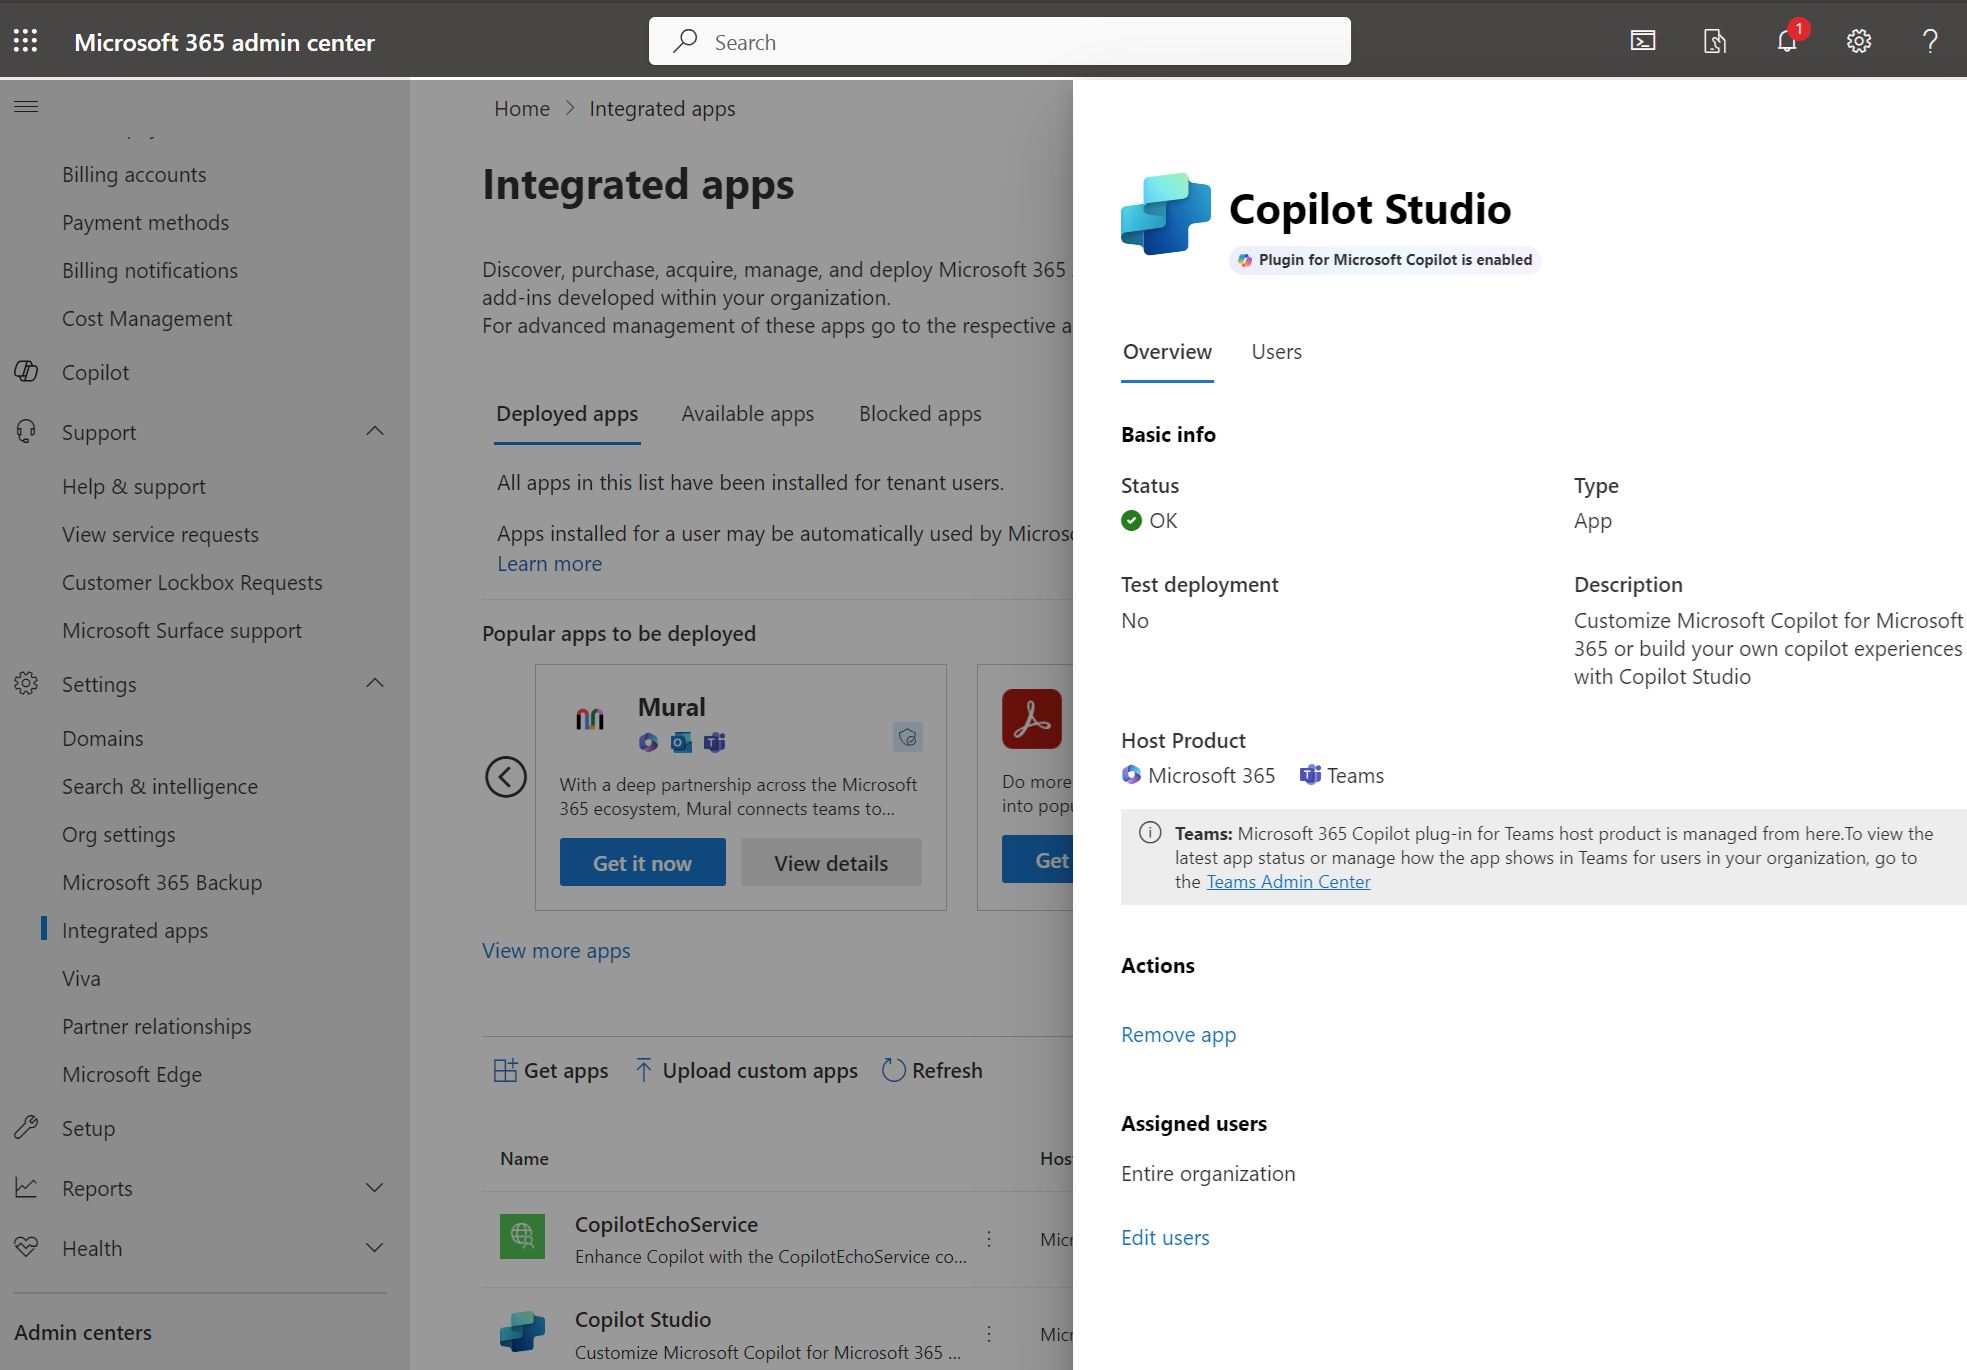 Microsoft 365 admin center
Search
1
Billing accounts
Payment methods
Billing notifications
Cost Management
Copilot
Support
Help & support
View service requests
Customer Lockbox Requests
Microsoft Surface support
Settings
Domains
Search & intelligence
Org settings
Microsoft 365 Backup
Integrated apps
Viva
Partner relationships
Microsoft Edge
Setup
Reports
Health
Admin centers
Home > Integrated apps
Integrated apps
Discover, purchase, acquire, manage, and deploy Microsoft 365
add-ins developed within your organization.
For advanced management of these apps go to the respective a
Deployed apps Available apps Blocked apps
All apps in this list have been installed for tenant users.
Apps installed for a user may be automatically used by Microso
Learn more
Popular apps to be deployed
Mural
With a deep partnership across the Microsoft
365 ecosystem, Mural connects teams to...
Get it now View details
Do more
into popu
Get
View more apps
Get apps Upload custom apps Refresh
Name Hos
CopilotEchoService
Enhance Copilot with the CopilotEchoService co...
Micr
Copilot Studio
Customize Microsoft Copilot for Microsoft 365 ...
Micr
Copilot Studio
Plugin for Microsoft Copilot is enabled
Overview Users
Basic info
Status
OK
Type
App
Test deployment
No
Description
Customize Microsoft Copilot for Microsoft
365 or build your own copilot experiences
with Copilot Studio
Host Product
Microsoft 365 Teams
Teams: Microsoft 365 Copilot plug-in for Teams host product is managed from here.To view the
latest app status or manage how the app shows in Teams for users in your organization, go to
the Teams Admin Center
Actions
Remove app
Assigned users
Entire organization
Edit users